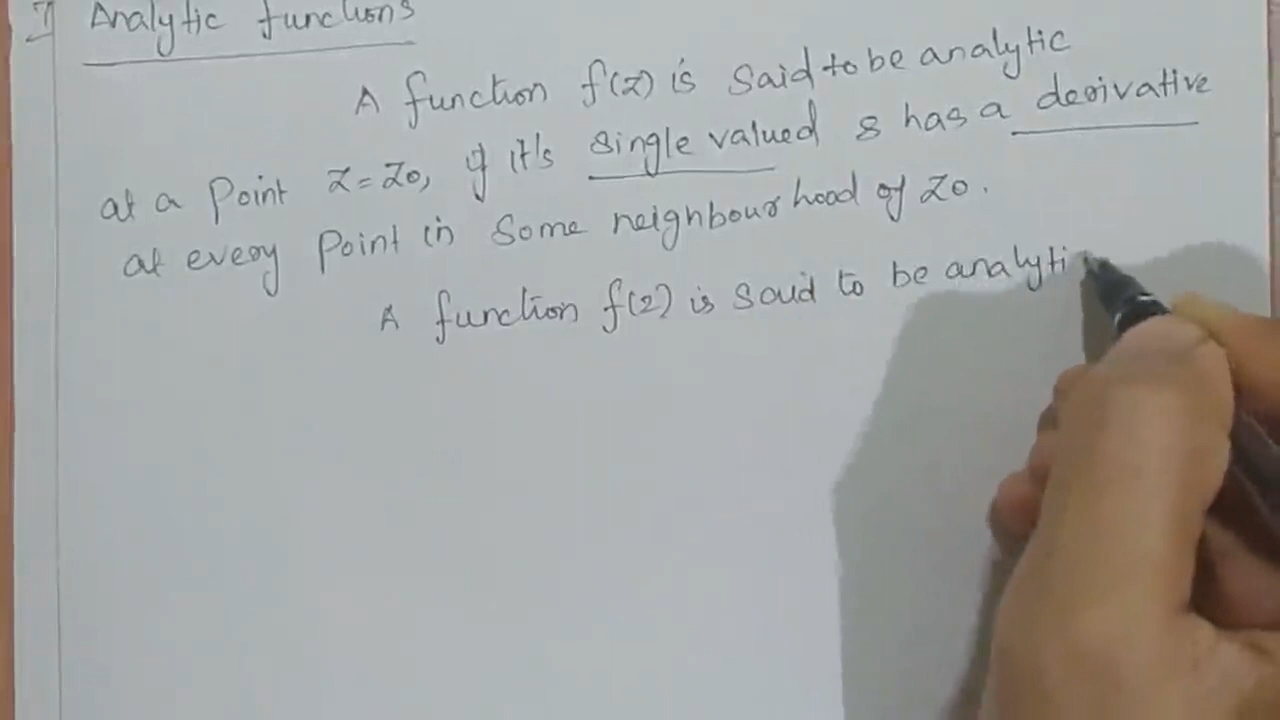 Analytic functions
A function f(z) is said to be analytic
at a point z=z0, if it's single valued & has a derivative
at every point in some neighbourhood of z0.
A function f(z) is said to be analyti